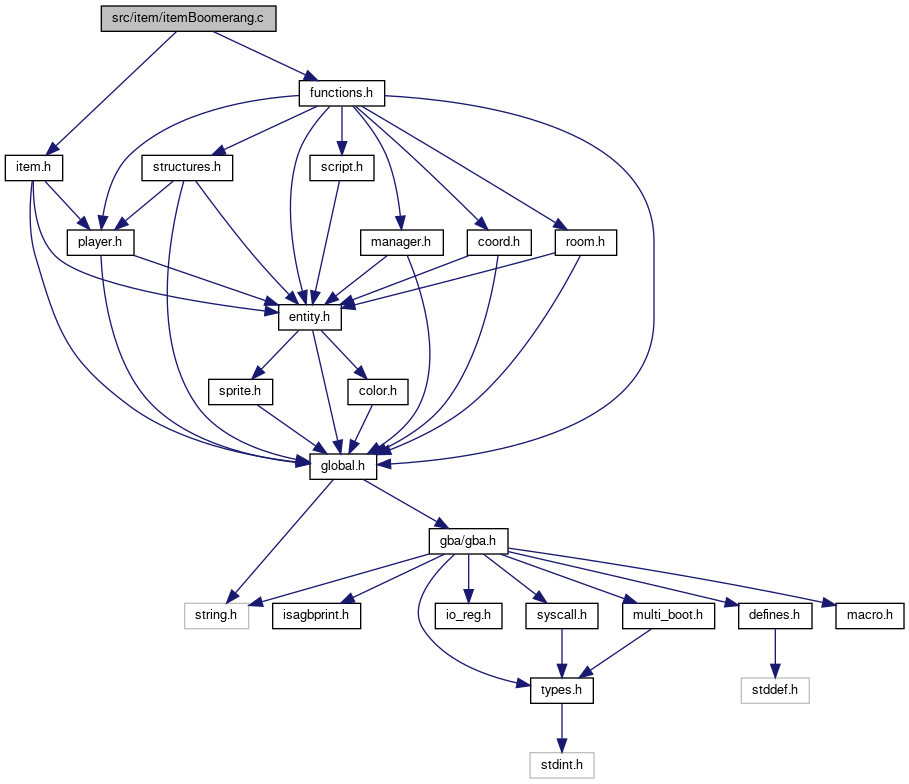 src/item/itemBoomerang.c
functions.h
item.h
structures.h
script.h
player.h
manager.h
coord.h
room.h
entity.h
sprite.h
color.h
global.h
gba/gba.h
string.h
isagbprint.h
io_reg.h
syscall.h
multi_boot.h
defines.h
macro.h
types.h
stddef.h
stdint.h